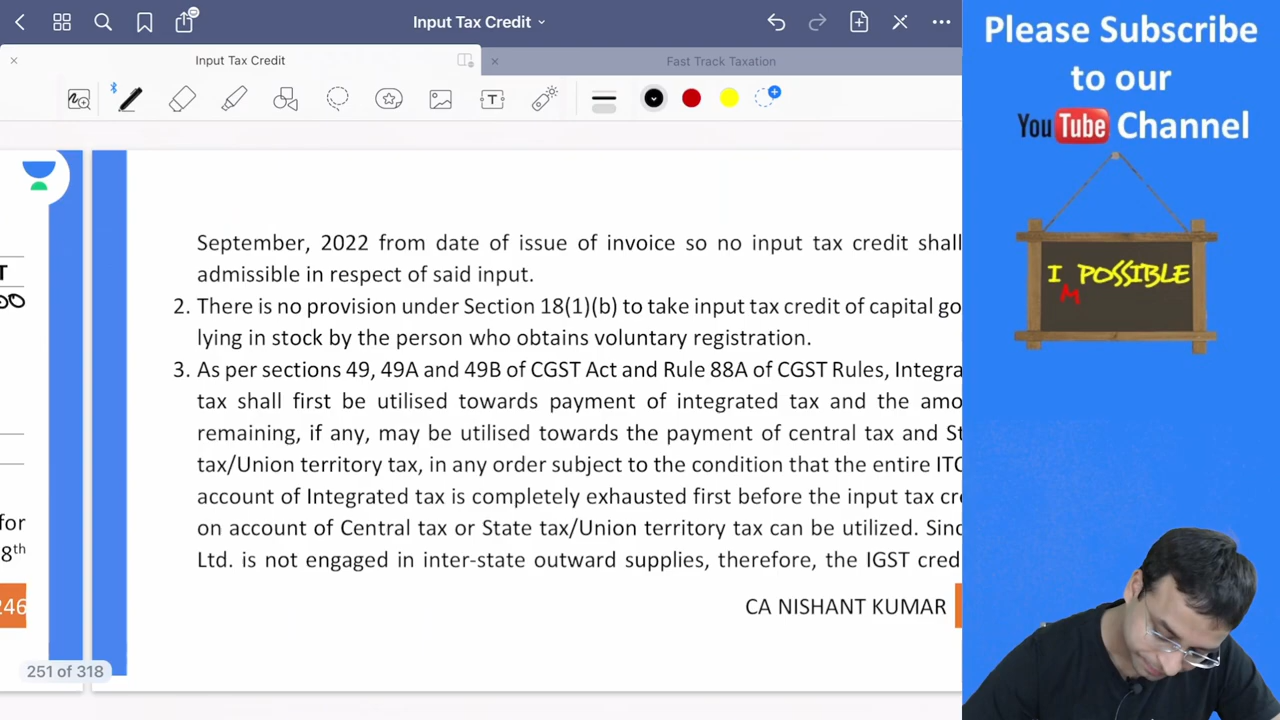 Input Tax Credit
Input Tax Credit
Fast Track Taxation
T
Please Subscribe
to our
YouTube Channel
I POSSIBLE
M
September, 2022 from date of issue of invoice so no input tax credit shall
admissible in respect of said input.
2. There is no provision under Section 18(1)(b) to take input tax credit of capital go
lying in stock by the person who obtains voluntary registration.
3. As per sections 49, 49A and 49B of CGST Act and Rule 88A of CGST Rules, Integra
tax shall first be utilised towards payment of integrated tax and the amo
remaining, if any, may be utilised towards the payment of central tax and St
tax/Union territory tax, in any order subject to the condition that the entire ITC
account of Integrated tax is completely exhausted first before the input tax cre
on account of Central tax or State tax/Union territory tax can be utilized. Sinc
Ltd. is not engaged in inter-state outward supplies, therefore, the IGST cred
for
8th
246
CA NISHANT KUMAR
251 of 318